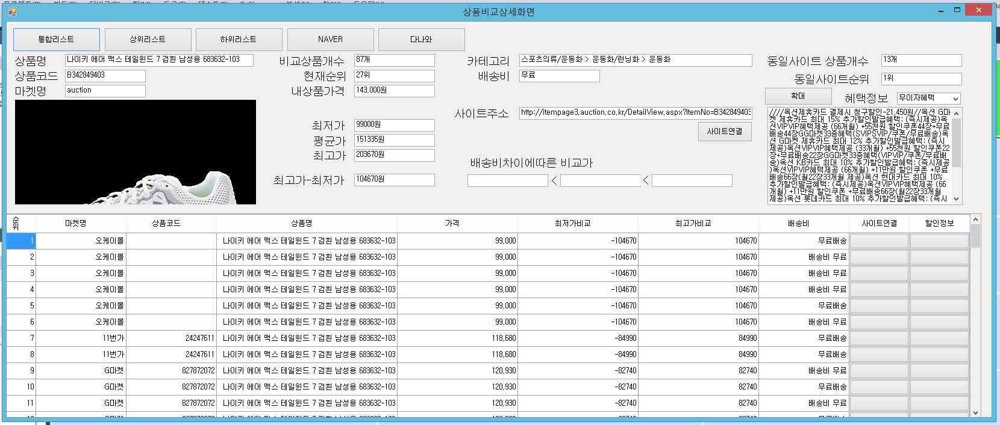 상품비교상세화면
통합리스트 상위리스트 하위리스트 NAVER 다나와
상품명 나이키 에어 맥스 테일윈드 7 검흰 남성용 683632-103 비교상품개수 87개 카테고리 스포츠의류/운동화 > 운동화/런닝화 > 운동화 동일사이트 상품개수 13개
상품코드 B342849403 현재순위 27위 배송비 무료 동일사이트순위 1위
마켓명 auction 내상품가격 143,000원 확대 혜택정보 무이자혜택
사이트주소 http://itempage3.auction.co.kr/DetailView.aspx?ItemNo=B342849403
최저가 99000원 사이트연결
평균가 151335원
최고가 203670원 배송비차이에따른 비교가
최고가-최저가 104670원 < <
////옥션제휴카드 결제시 청구할인-21,450원//옥션 G마
켓 제휴카드 최대 15% 추가할인발급혜택: (즉시제공)옥
션VIPVIP혜택제공 (66개월) +55천원 할인쿠폰44장+무료
배송44장GG마켓33종혜택(SVIPSVIP/쿠폰/무료배송)옥
션 G마켓 제휴카드 최대 12% 추가할인발급혜택: (즉시
제공)옥션VIPVIP혜택제공 (33개월) +55천원 할인쿠폰22
장+무료배송22장GG마켓33종혜택(VIPVIP/쿠폰/무료배
송)옥션 KB카드 최대 10% 추가할인발급혜택: (즉시제공
)옥션VIPVIP혜택제공 (66개월) +11만원 할인쿠폰 +무료
배송66장(월22장33개월 제공)옥션 현대카드 최대 10%
추가할인발급혜택: (즉시제공)옥션VIPVIP혜택제공 (66
개월) +11만원 할인쿠폰 +무료배송66장(월22장33개월
제공)옥션 롯데카드 최대 10% 추가할인발급혜택: (즉시
순위 마켓명 상품코드 상품명 가격 최저가비교 최고가비교 배송비 사이트연결 할인정보
1 오케이몰 나이키 에어 맥스 테일윈드 7 검흰 남성용 683632-103 99,000 -104670 104670 무료배송
2 오케이몰 나이키 에어 맥스 테일윈드 7 검흰 남성용 683632-103 99,000 -104670 104670 배송비 무료
3 오케이몰 나이키 에어 맥스 테일윈드 7 검흰 남성용 683632-103 99,000 -104670 104670 배송비 무료
4 오케이몰 나이키 에어 맥스 테일윈드 7 검흰 남성용 683632-103 99,000 -104670 104670 배송비 무료
5 오케이몰 나이키 에어 맥스 테일윈드 7 검흰 남성용 683632-103 99,000 -104670 104670 무료배송
6 오케이몰 나이키 에어 맥스 테일윈드 7 검흰 남성용 683632-103 99,000 -104670 104670 배송비 무료
7 11번가 24247611 나이키 에어 맥스 테일윈드 7 검흰 남성용 683632-103 118,680 -84990 84990 무료배송
8 11번가 24247611 나이키 에어 맥스 테일윈드 7 검흰 남성용 683632-103 118,680 -84990 84990 무료배송
9 G마켓 827872072 나이키 에어 맥스 테일윈드 7 검흰 남성용 683632-103 120,930 -82740 82740 배송비 무료
10 G마켓 827872072 나이키 에어 맥스 테일윈드 7 검흰 남성용 683632-103 120,930 -82740 82740 무료배송
11 G마켓 827872072 나이키 에어 맥스 테일윈드 7 검흰 남성용 683632-103 120,930 -82740 82740 배송비 무료